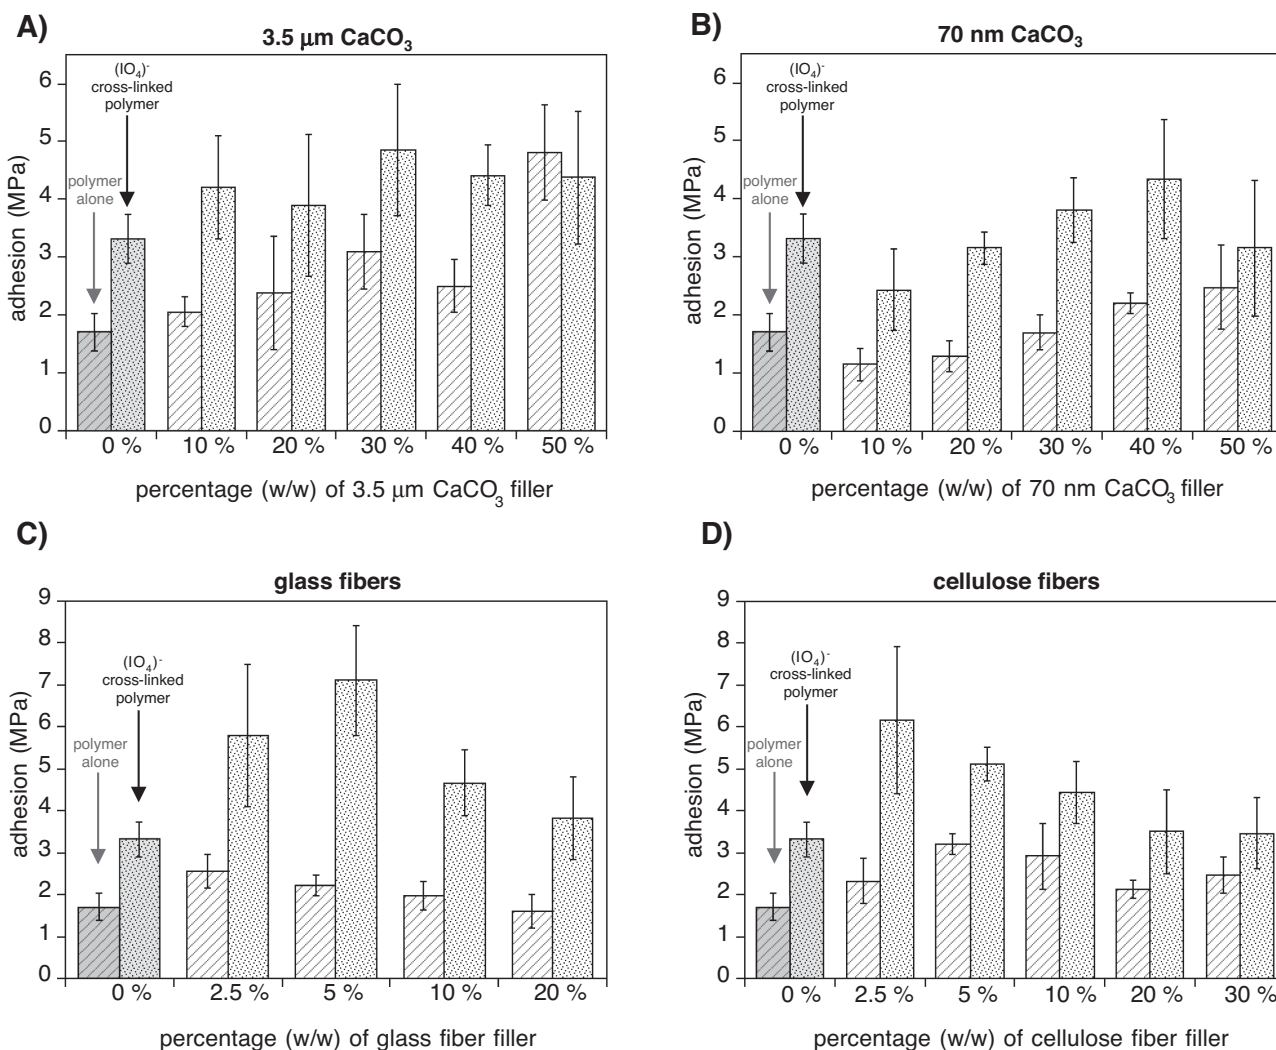 A)
3.5 µm CaCO₃
(IO₄)⁻
cross-linked
polymer
polymer
alone
adhesion (MPa)
6
5
4
3
2
1
0
0 % 10 % 20 % 30 % 40 % 50 %
percentage (w/w) of 3.5 µm CaCO₃ filler
B)
70 nm CaCO₃
(IO₄)⁻
cross-linked
polymer
polymer
alone
adhesion (MPa)
6
5
4
3
2
1
0
0 % 10 % 20 % 30 % 40 % 50 %
percentage (w/w) of 70 nm CaCO₃ filler
C)
glass fibers
(IO₄)⁻
cross-linked
polymer
polymer
alone
adhesion (MPa)
9
8
7
6
5
4
3
2
1
0
0 % 2.5 % 5 % 10 % 20 %
percentage (w/w) of glass fiber filler
D)
cellulose fibers
(IO₄)⁻
cross-linked
polymer
polymer
alone
adhesion (MPa)
9
8
7
6
5
4
3
2
1
0
0 % 2.5 % 5 % 10 % 20 % 30 %
percentage (w/w) of cellulose fiber filler